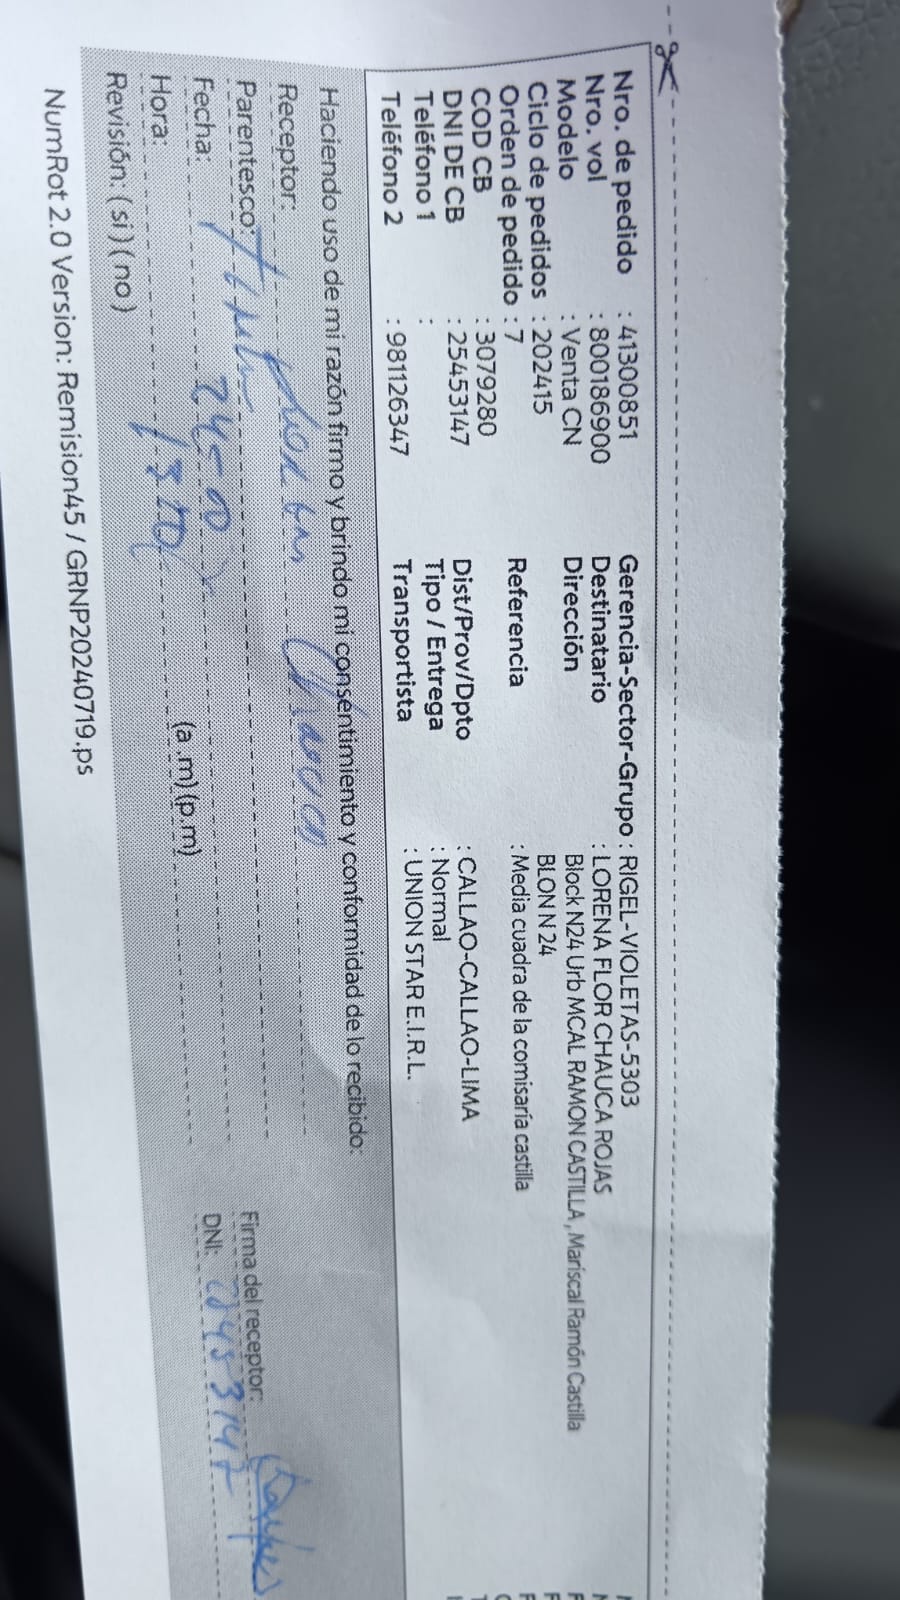 Nro. de pedido : 41300851 Gerencia-Sector-Grupo : RIGEL-VIOLETAS-5303
Nro. vol : 800186900 Destinatario : LORENA FLOR CHAUCA ROJAS
Modelo : Venta CN Dirección Block N24 Urb MCAL RAMON CASTILLA , Mariscal Ramón Castilla
Ciclo de pedidos : 202415 BLON N 24
Orden de pedido : 7 Referencia : Media cuadra de la comisaría castilla
COD CB : 3079280
DNI DE CB : 25453147 Dist/Prov/Dpto : CALLAO-CALLAO-LIMA
Teléfono 1 : Tipo / Entrega : Normal
Teléfono 2 : 981126347 Transportista : UNION STAR E.I.R.L.
Haciendo uso de mi razón firmo y brindo mi consentimiento y conformidad de lo recibido:
Receptor: Chauca
Parentesco: Titular Firma del receptor:
Fecha: DNI: 25453147
Hora: (a.m)(p.m)
Revisión: ( si ) ( no )
NumRot 2.0 Version: Remision45 / GRNP20240719.ps